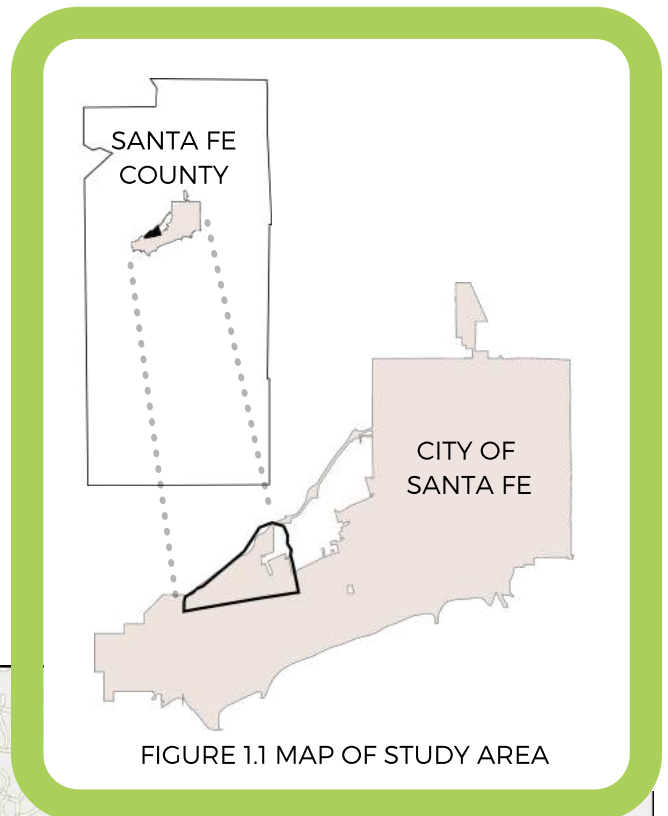 SANTA FE
COUNTY
CITY OF
SANTA FE
FIGURE 1.1 MAP OF STUDY AREA